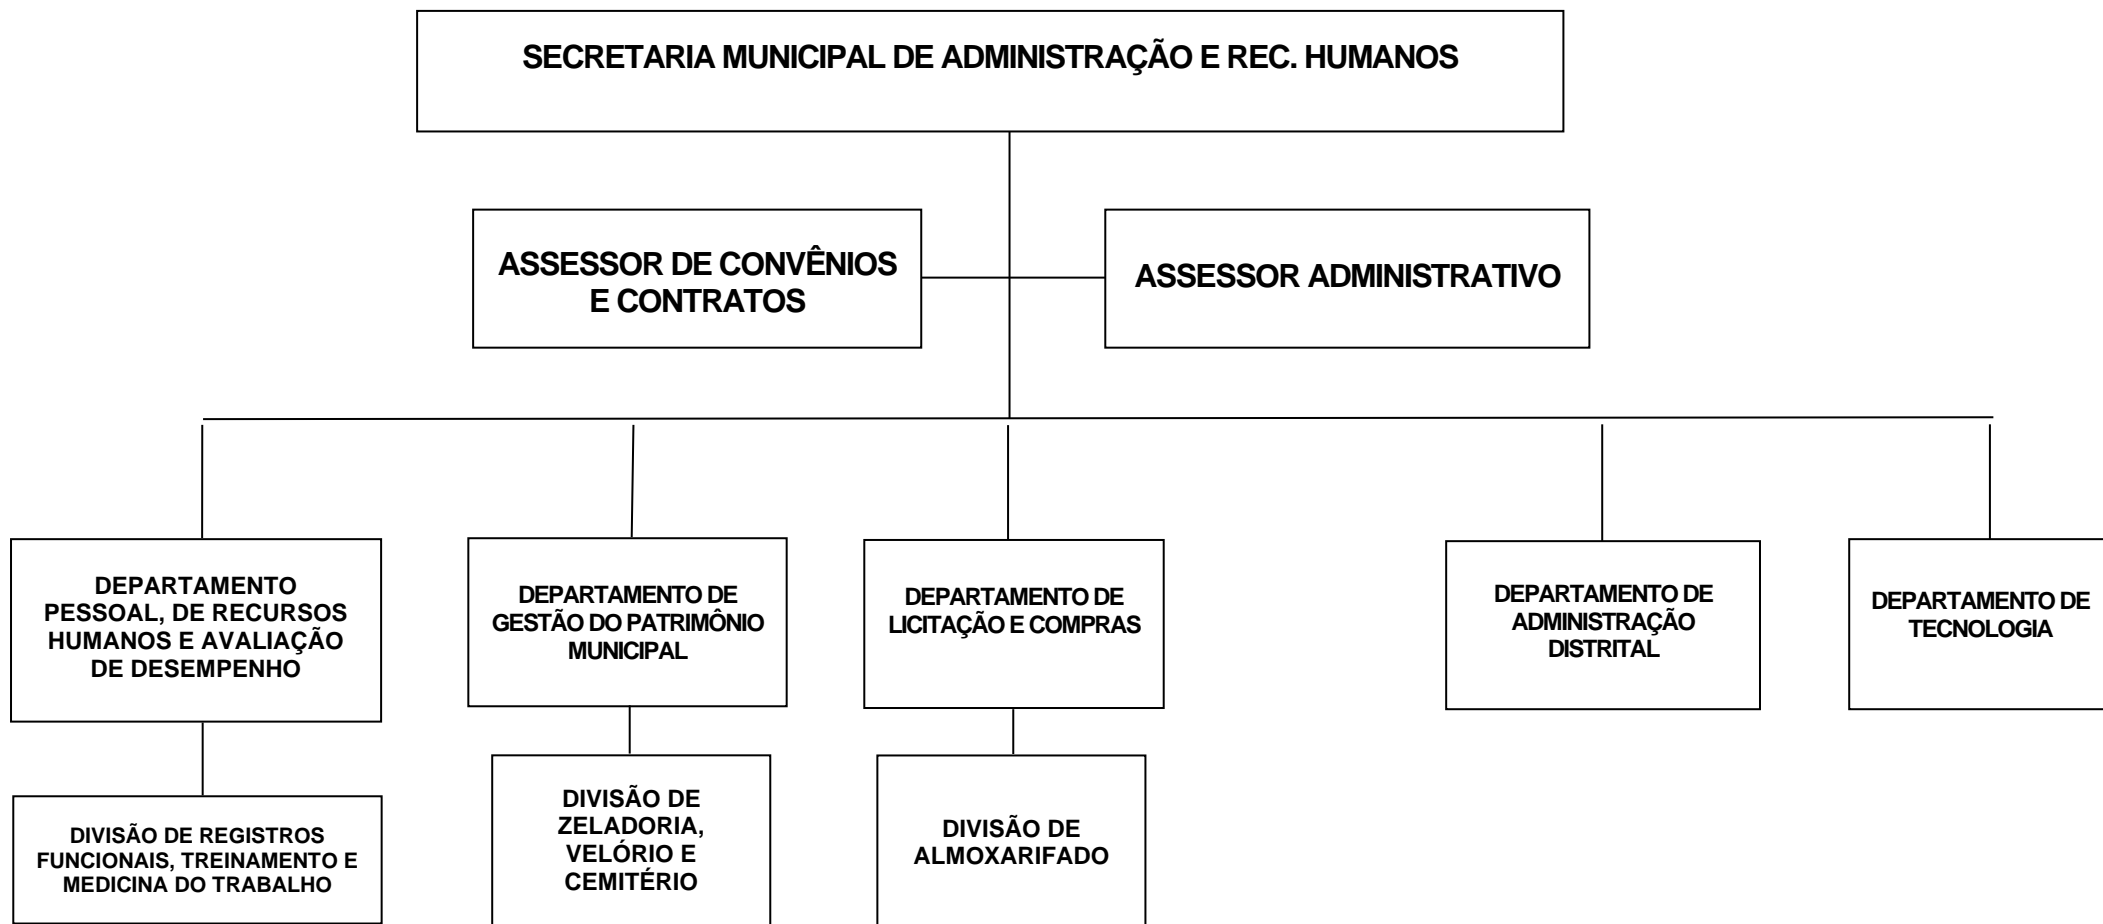 SECRETARIA MUNICIPAL DE ADMINISTRAÇÃO E REC. HUMANOS
ASSESSOR DE CONVÊNIOS
E CONTRATOS
ASSESSOR ADMINISTRATIVO
DEPARTAMENTO
PESSOAL, DE RECURSOS
HUMANOS E AVALIAÇÃO
DE DESEMPENHO
DEPARTAMENTO DE
GESTÃO DO PATRIMÔNIO
MUNICIPAL
DEPARTAMENTO DE
LICITAÇÃO E COMPRAS
DEPARTAMENTO DE
ADMINISTRAÇÃO
DISTRITAL
DEPARTAMENTO DE
TECNOLOGIA
DIVISÃO DE REGISTROS
FUNCIONAIS, TREINAMENTO E
MEDICINA DO TRABALHO
DIVISÃO DE
ZELADORIA,
VELÓRIO E
CEMITÉRIO
DIVISÃO DE
ALMOXARIFADO